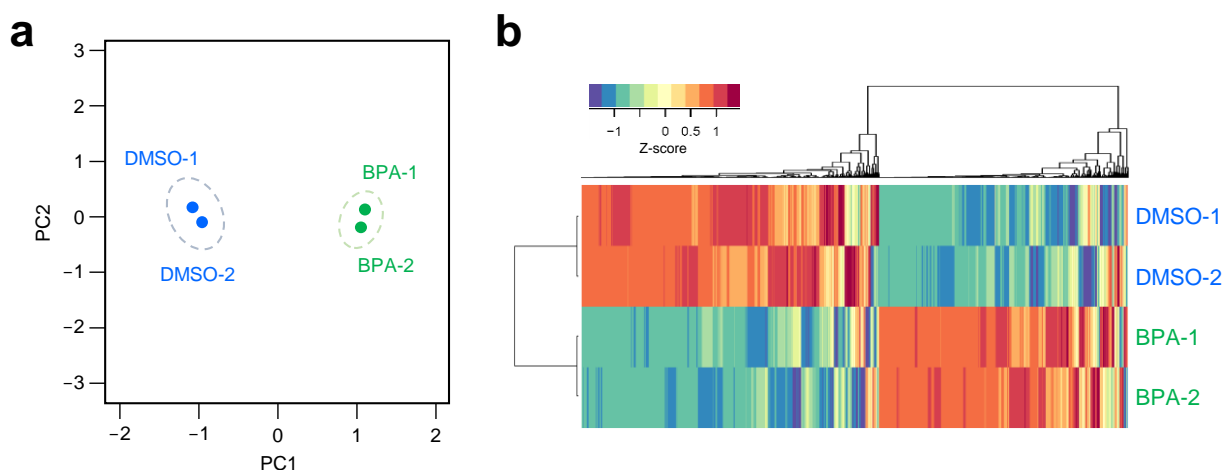 a
3
2
1
0
−1
−2
−3
PC2
DMSO-1
DMSO-2
BPA-1
BPA-2
−2 −1 0 1 2
PC1
b
−1 0 0.5 1
Z-score
DMSO-1
DMSO-2
BPA-1
BPA-2